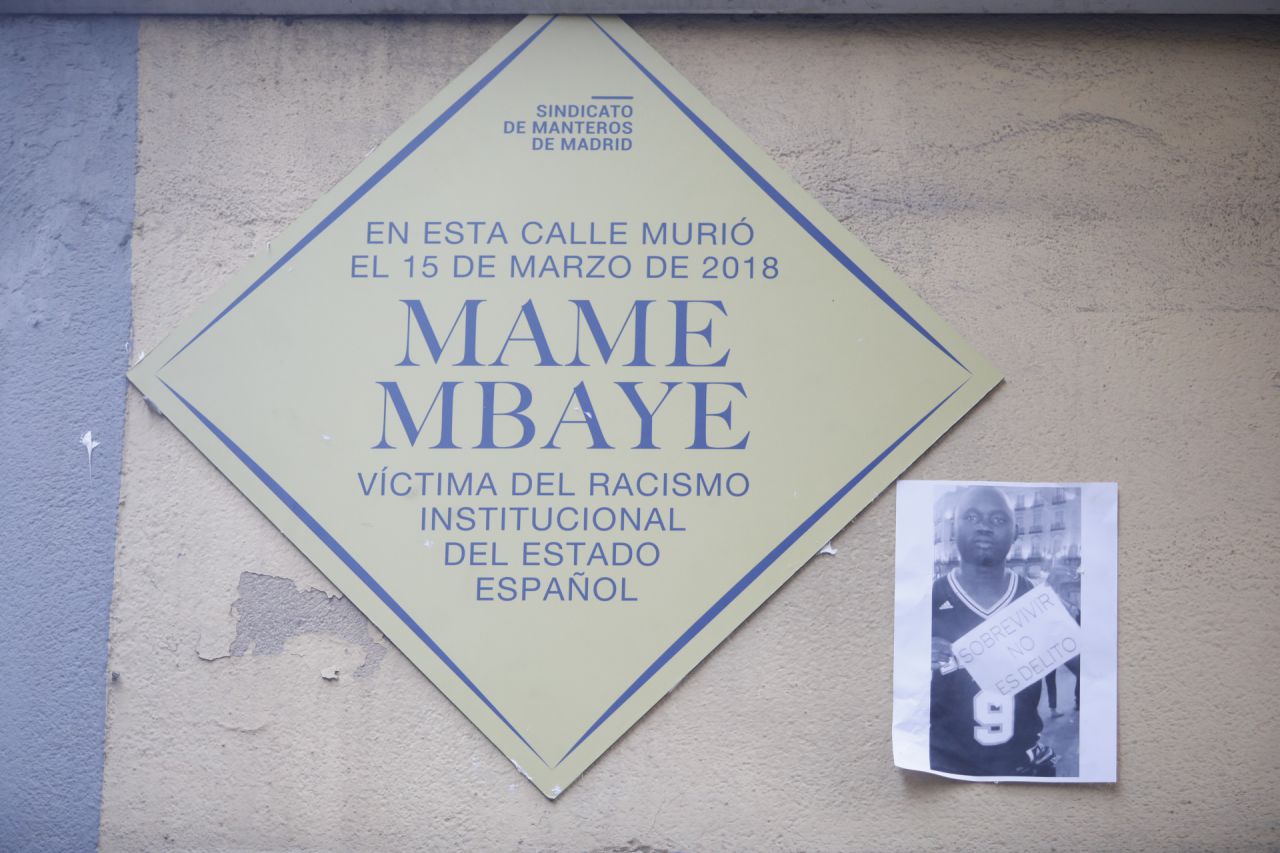 SINDICATO
DE MANTEROS
DE MADRID
EN ESTA CALLE MURIÓ
EL 15 DE MARZO DE 2018
MAME
MBAYE
VÍCTIMA DEL RACISMO
INSTITUCIONAL
DEL ESTADO
ESPAÑOL
SOBREVIVIR
NO
ES DELITO
9